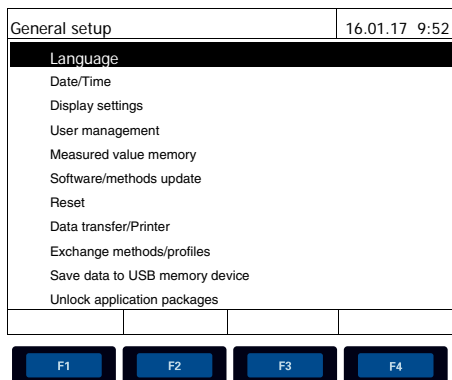 General setup 16.01.17 9:52
Language
Date/Time
Display settings
User management
Measured value memory
Software/methods update
Reset
Data transfer/Printer
Exchange methods/profiles
Save data to USB memory device
Unlock application packages
F1 F2 F3 F4